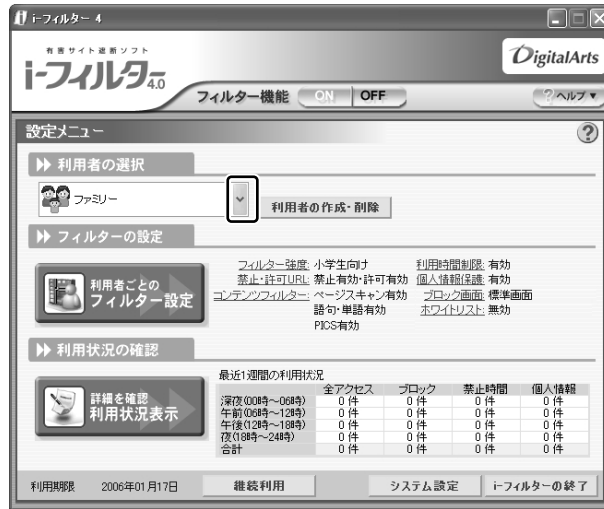 i-フィルター 4
有害サイト遮断ソフト
i-フィルター4.0
DigitalArts
フィルター機能 ON OFF
?ヘルプ▼
設定メニュー ?
利用者の選択
ファミリー
利用者の作成・削除
フィルターの設定
利用者ごとの
フィルター設定
フィルター強度: 小学生向け 利用時間制限: 有効
禁止・許可URL: 禁止有効・許可有効 個人情報保護: 有効
コンテンツフィルター: ページスキャン有効 ブロック画面: 標準画面
語句・単語有効 ホワイトリスト: 無効
PICS有効
利用状況の確認
詳細を確認
利用状況表示
最近1週間の利用状況
全アクセス ブロック 禁止時間 個人情報
深夜(00時～06時) 0 件 0 件 0 件 0 件
午前(06時～12時) 0 件 0 件 0 件 0 件
午後(12時～18時) 0 件 0 件 0 件 0 件
夜(18時～24時) 0 件 0 件 0 件 0 件
合計 0 件 0 件 0 件 0 件
利用期限 2006年01月17日 継続利用 システム設定 i-フィルターの終了